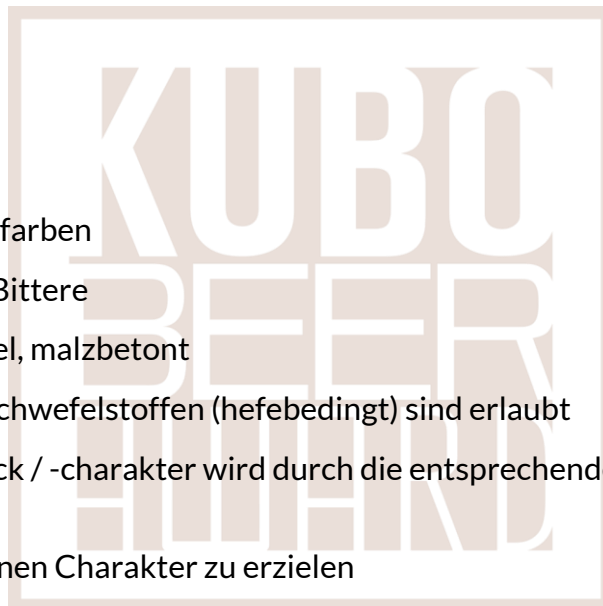 KUBO
BEER
AWARD
farben
Bittere
el, malzbetont
chwefelstoffen (hefebedingt) sind erlaubt
ck / -charakter wird durch die entsprechend
nen Charakter zu erzielen